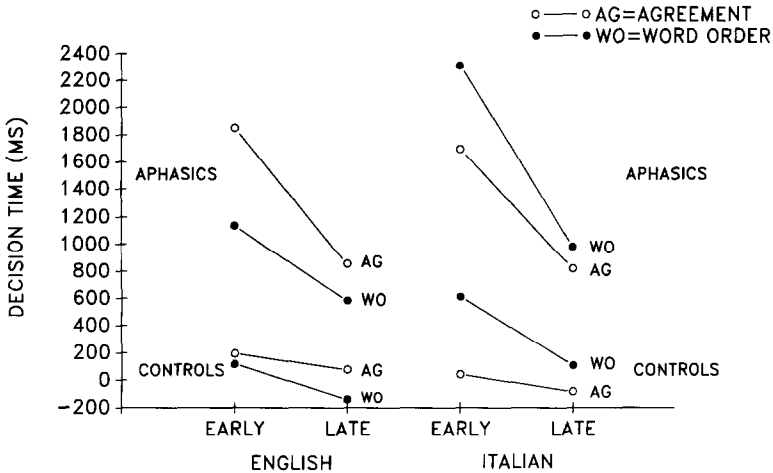 AG=AGREEMENT
WO=WORD ORDER
DECISION TIME (MS)
2400
2200
2000
1800
1600
1400
1200
1000
800
600
400
200
0
-200
APHASICS
APHASICS
AG
WO
WO
AG
CONTROLS
AG
WO
WO
AG
CONTROLS
EARLY LATE EARLY LATE
ENGLISH ITALIAN